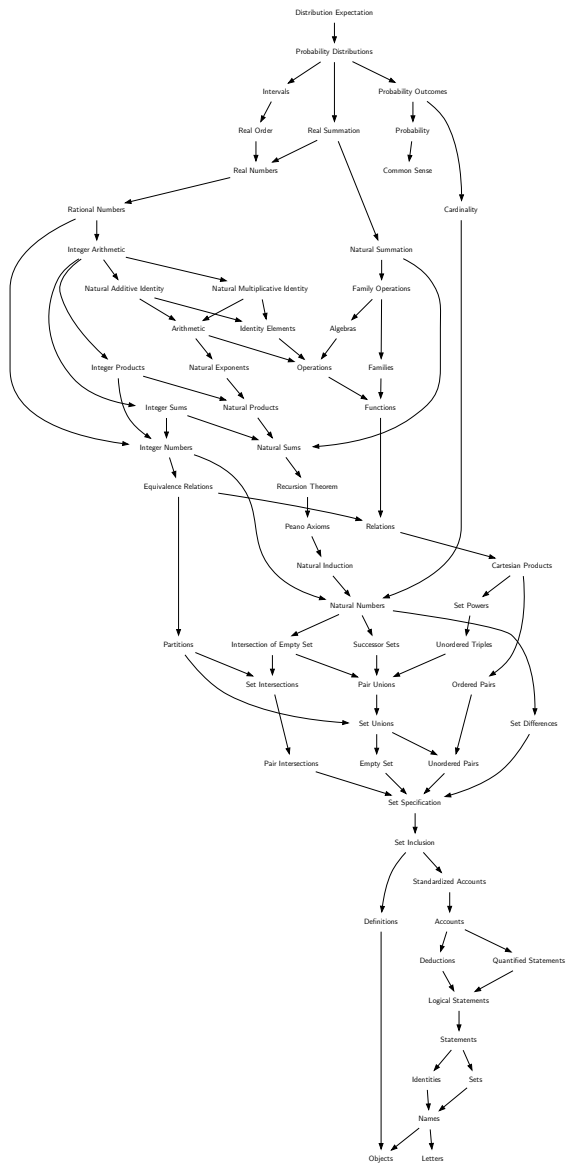 Distribution Expectation
Probability Distributions
Intervals
Probability Outcomes
Real Order
Real Summation
Probability
Real Numbers
Common Sense
Rational Numbers
Cardinality
Integer Arithmetic
Natural Summation
Natural Additive Identity
Natural Multiplicative Identity
Family Operations
Arithmetic
Identity Elements
Algebras
Integer Products
Natural Exponents
Operations
Families
Integer Sums
Natural Products
Functions
Integer Numbers
Natural Sums
Equivalence Relations
Recursion Theorem
Peano Axioms
Relations
Natural Induction
Cartesian Products
Natural Numbers
Set Powers
Partitions
Intersection of Empty Set
Successor Sets
Unordered Triples
Set Intersections
Pair Unions
Ordered Pairs
Set Unions
Set Differences
Pair Intersections
Empty Set
Unordered Pairs
Set Specification
Set Inclusion
Standardized Accounts
Definitions
Accounts
Deductions
Quantified Statements
Logical Statements
Statements
Identities
Sets
Names
Objects
Letters